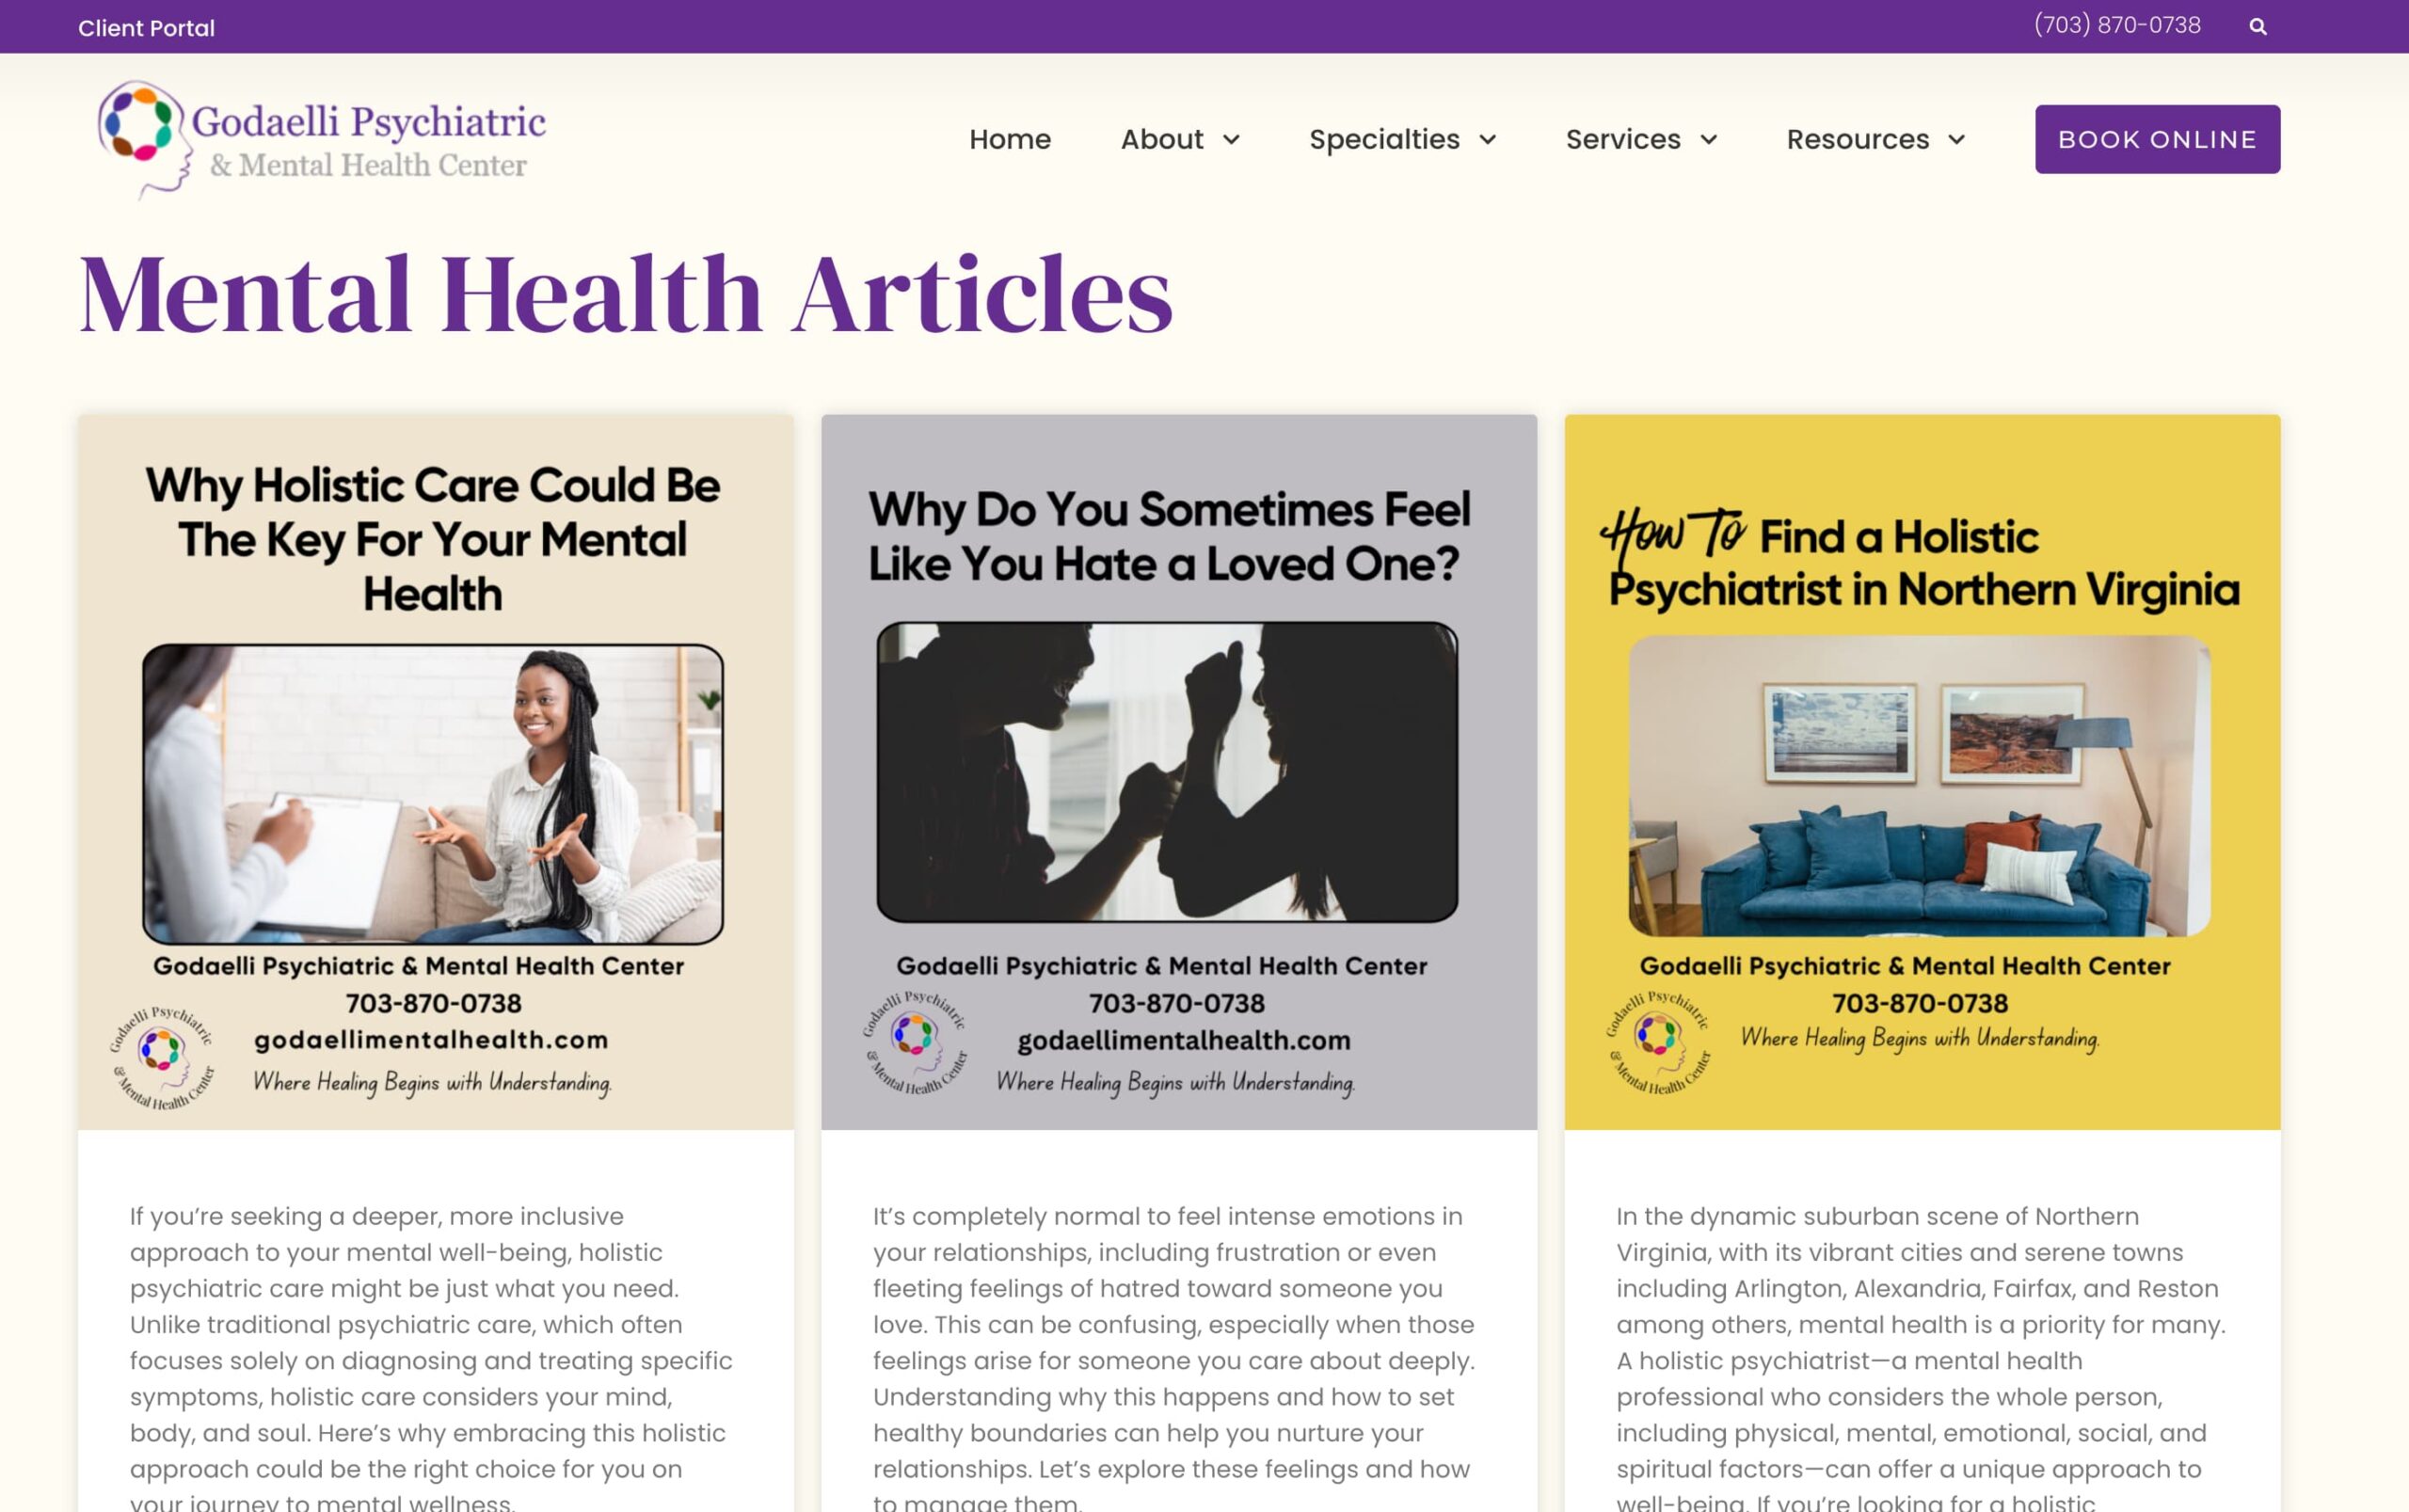 Client Portal
(703) 870-0738
Godaelli Psychiatric
& Mental Health Center
Home
About
Specialties
Services
Resources
BOOK ONLINE
Mental Health Articles
Why Holistic Care Could Be
The Key For Your Mental
Health
Godaelli Psychiatric & Mental Health Center
703-870-0738
godaellimentalhealth.com
Where Healing Begins with Understanding.
Godaelli Psychiatric
& Mental Health Center
If you’re seeking a deeper, more inclusive
approach to your mental well-being, holistic
psychiatric care might be just what you need.
Unlike traditional psychiatric care, which often
focuses solely on diagnosing and treating specific
symptoms, holistic care considers your mind,
body, and soul. Here’s why embracing this holistic
approach could be the right choice for you on
your journey to mental wellness.
Why Do You Sometimes Feel
Like You Hate a Loved One?
Godaelli Psychiatric & Mental Health Center
703-870-0738
godaellimentalhealth.com
Where Healing Begins with Understanding.
Godaelli Psychiatric
& Mental Health Center
It’s completely normal to feel intense emotions in
your relationships, including frustration or even
fleeting feelings of hatred toward someone you
love. This can be confusing, especially when those
feelings arise for someone you care about deeply.
Understanding why this happens and how to set
healthy boundaries can help you nurture your
relationships. Let’s explore these feelings and how
to manage them.
How To Find a Holistic
Psychiatrist in Northern Virginia
Godaelli Psychiatric & Mental Health Center
703-870-0738
Where Healing Begins with Understanding.
Godaelli Psychiatric
& Mental Health Center
In the dynamic suburban scene of Northern
Virginia, with its vibrant cities and serene towns
including Arlington, Alexandria, Fairfax, and Reston
among others, mental health is a priority for many.
A holistic psychiatrist—a mental health
professional who considers the whole person,
including physical, mental, emotional, social, and
spiritual factors—can offer a unique approach to
well-being. If you’re looking for a holistic